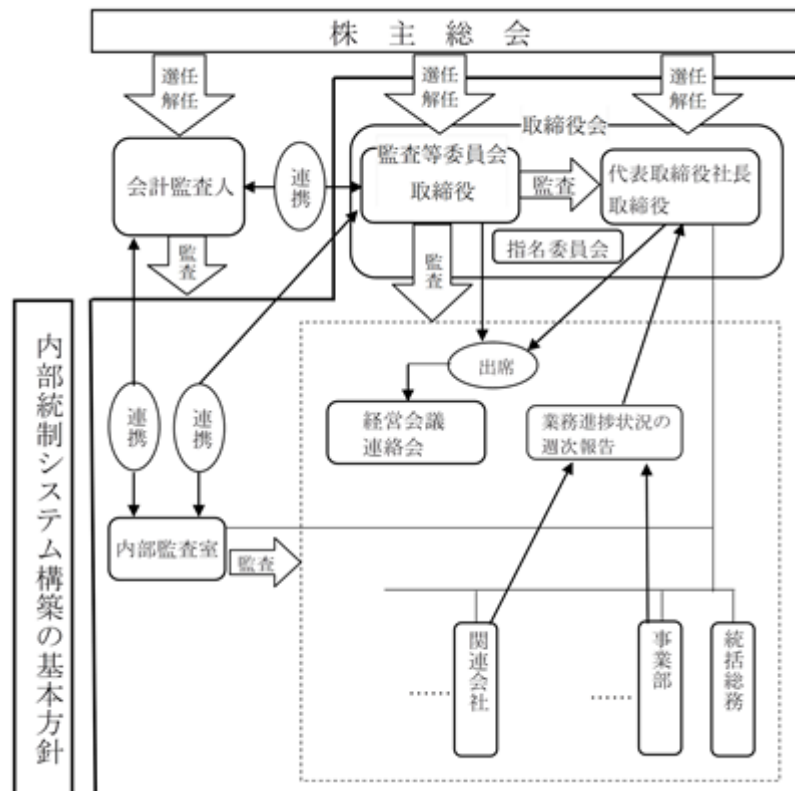 株主総会
選任
解任
選任
解任
選任
解任
取締役会
会計監査人
連携
監査等委員会
取締役
監査
代表取締役社長
取締役
指名委員会
監査
監査
内部統制システム構築の基本方針
出席
連携
連携
経営会議
連絡会
業務進捗状況の
週次報告
内部監査室
監査
関連会社
事業部
統括総務
……
……